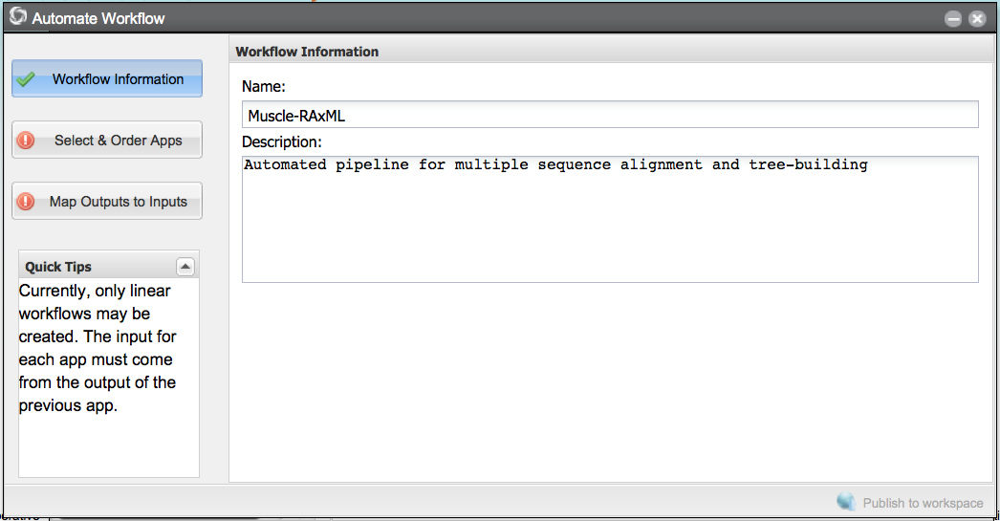 Automate Workflow
Workflow Information
Select & Order Apps
Map Outputs to Inputs
Quick Tips
Currently, only linear
workflows may be
created. The input for
each app must come
from the output of the
previous app.
Workflow Information
Name:
Muscle-RAxML
Description:
Automated pipeline for multiple sequence alignment and tree-building
Publish to workspace